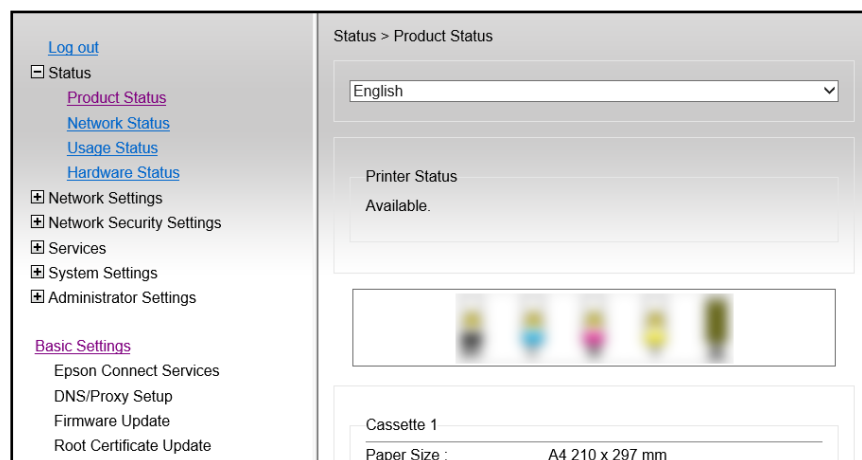 Log out
Status
Product Status
Network Status
Usage Status
Hardware Status
Network Settings
Network Security Settings
Services
System Settings
Administrator Settings
Basic Settings
Epson Connect Services
DNS/Proxy Setup
Firmware Update
Root Certificate Update
Status > Product Status
English
Printer Status
Available.
Cassette 1
Paper Size : A4 210 x 297 mm